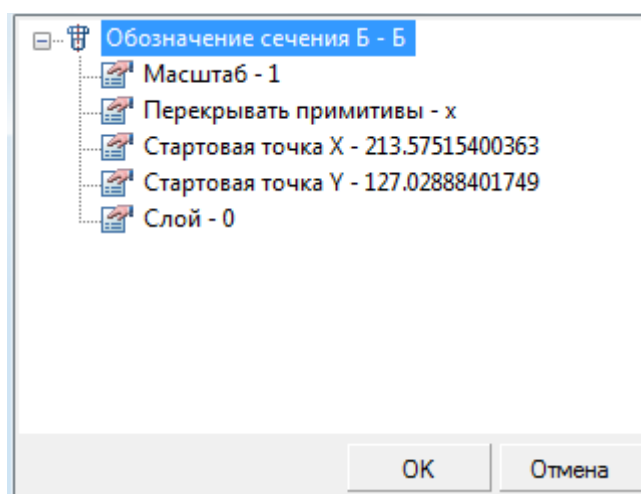 Обозначение сечения Б - Б
Масштаб - 1
Перекрывать примитивы - x
Стартовая точка X - 213.57515400363
Стартовая точка Y - 127.02888401749
Слой - 0
OK Отмена